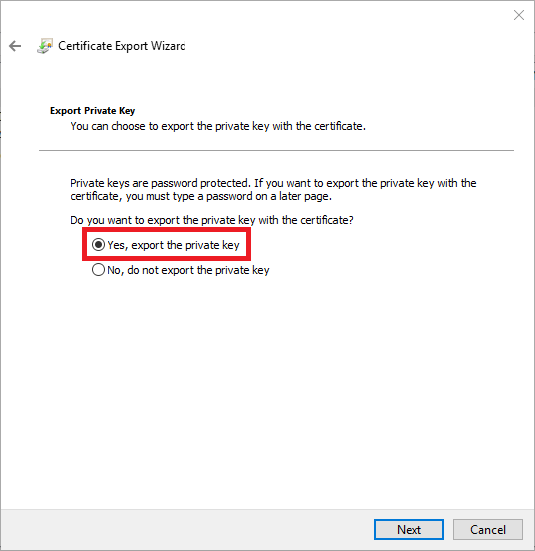 Certificate Export Wizard
Export Private Key
You can choose to export the private key with the certificate.
Private keys are password protected. If you want to export the private key with the
certificate, you must type a password on a later page.
Do you want to export the private key with the certificate?
Yes, export the private key
No, do not export the private key
Next
Cancel